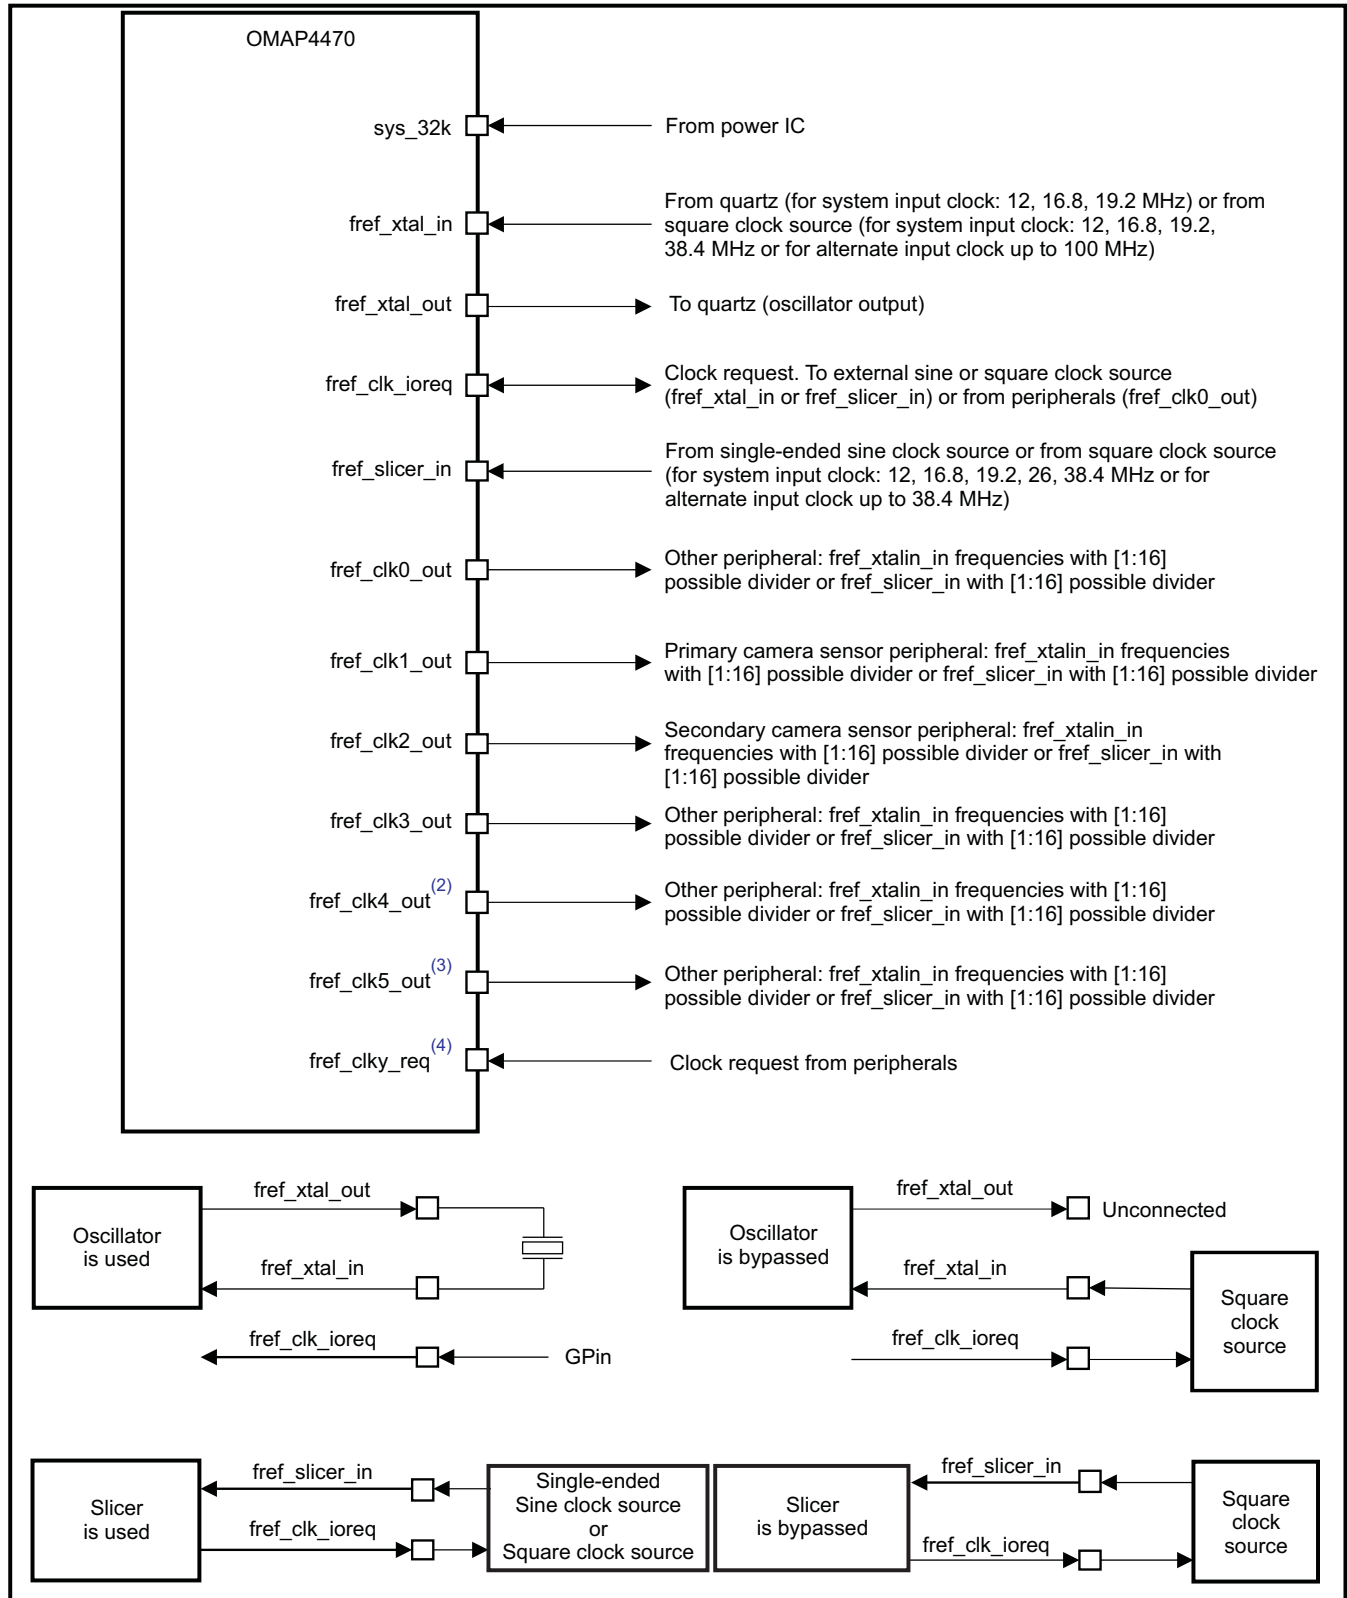 OMAP4470
sys_32k
From power IC
fref_xtal_in
From quartz (for system input clock: 12, 16.8, 19.2 MHz) or from
square clock source (for system input clock: 12, 16.8, 19.2,
38.4 MHz or for alternate input clock up to 100 MHz)
fref_xtal_out
To quartz (oscillator output)
fref_clk_ioreq
Clock request. To external sine or square clock source
(fref_xtal_in or fref_slicer_in) or from peripherals (fref_clk0_out)
fref_slicer_in
From single-ended sine clock source or from square clock source
(for system input clock: 12, 16.8, 19.2, 26, 38.4 MHz or for
alternate input clock up to 38.4 MHz)
fref_clk0_out
Other peripheral: fref_xtalin_in frequencies with [1:16]
possible divider or fref_slicer_in with [1:16] possible divider
fref_clk1_out
Primary camera sensor peripheral: fref_xtalin_in frequencies
with [1:16] possible divider or fref_slicer_in with [1:16] possible divider
fref_clk2_out
Secondary camera sensor peripheral: fref_xtalin_in
frequencies with [1:16] possible divider or fref_slicer_in with
[1:16] possible divider
fref_clk3_out
Other peripheral: fref_xtalin_in frequencies with [1:16]
possible divider or fref_slicer_in with [1:16] possible divider
fref_clk4_out(2)
Other peripheral: fref_xtalin_in frequencies with [1:16]
possible divider or fref_slicer_in with [1:16] possible divider
fref_clk5_out(3)
Other peripheral: fref_xtalin_in frequencies with [1:16]
possible divider or fref_slicer_in with [1:16] possible divider
fref_clky_req(4)
Clock request from peripherals
Oscillator
is used
fref_xtal_out
fref_xtal_in
fref_clk_ioreq
GPin
Oscillator
is bypassed
fref_xtal_out
Unconnected
fref_xtal_in
fref_clk_ioreq
Square
clock
source
Slicer
is used
fref_slicer_in
fref_clk_ioreq
Single-ended
Sine clock source
or
Square clock source
Slicer
is bypassed
fref_slicer_in
fref_clk_ioreq
Square
clock
source